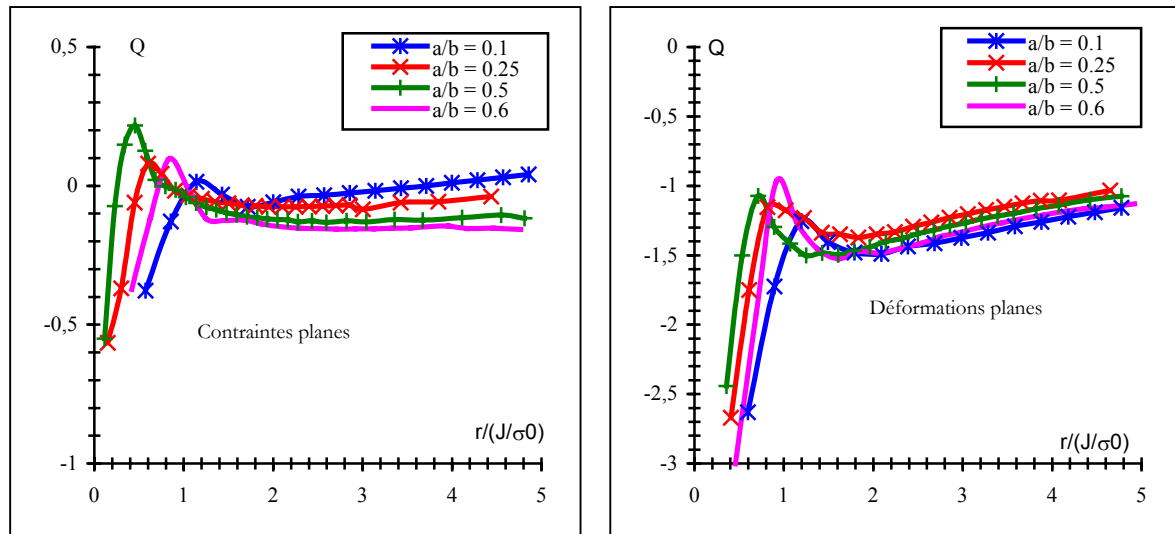 0,5
Q
a/b = 0.1
a/b = 0.25
a/b = 0.5
a/b = 0.6
0
-0,5
Contraintes planes
r/(J/σ0)
-1
0 1 2 3 4 5
0
Q
a/b = 0.1
a/b = 0.25
a/b = 0.5
a/b = 0.6
-0,5
-1
-1,5
Déformations planes
-2
-2,5
r/(J/σ0)
-3
0 1 2 3 4 5